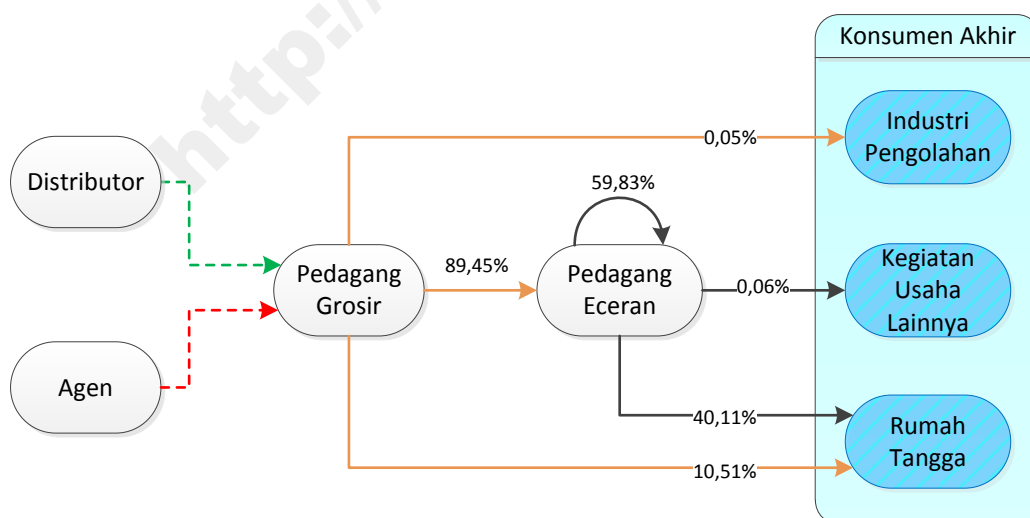 http:/
Konsumen Akhir
Industri
Pengolahan
0,05%
Distributor
59,83%
Pedagang
Grosir
89,45%
Pedagang
Eceran
0,06%
Kegiatan
Usaha
Lainnya
Agen
40,11%
Rumah
Tangga
10,51%